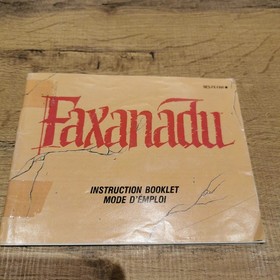 Faxanadu
INSTRUCTION BOOKLET
MODE D'EMPLOI